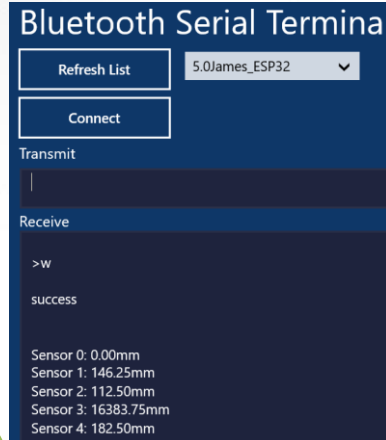 Bluetooth Serial Termina
Refresh List
5.0James_ESP32
Connect
Transmit
Receive
>w
success
Sensor 0: 0.00mm
Sensor 1: 146.25mm
Sensor 2: 112.50mm
Sensor 3: 16383.75mm
Sensor 4: 182.50mm